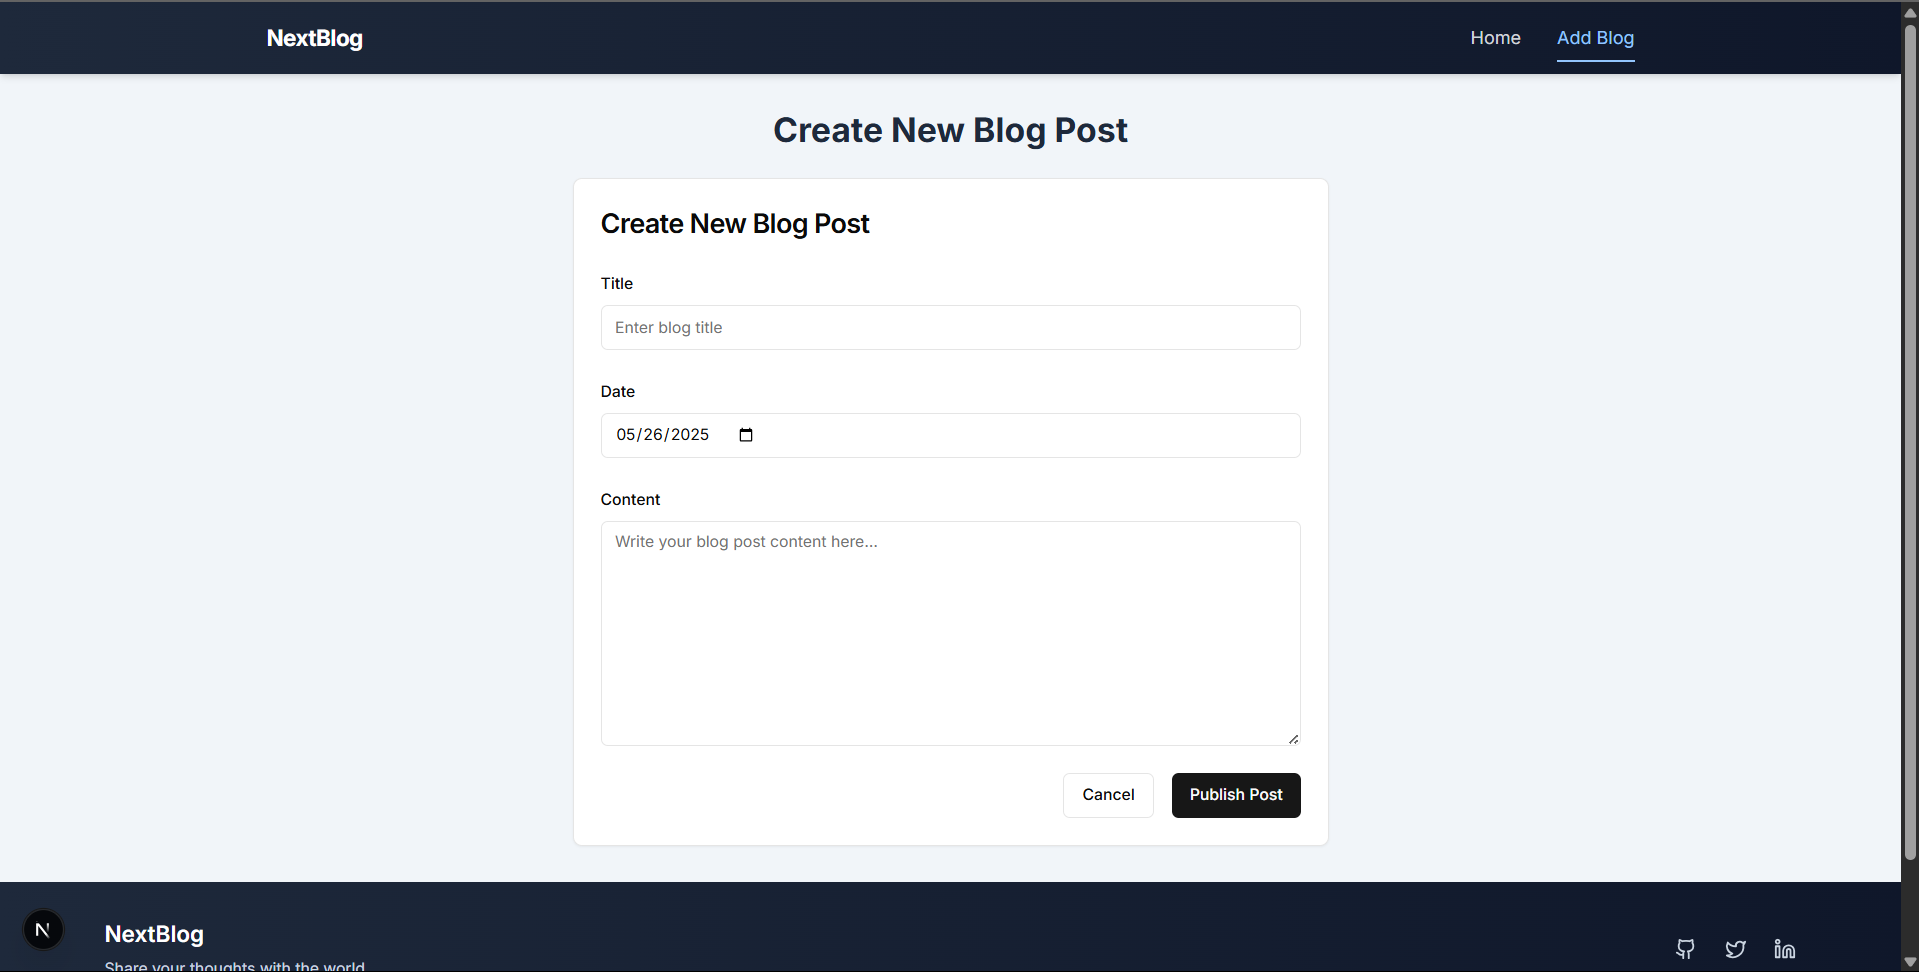 NextBlog
Home
Add Blog
Create New Blog Post
Create New Blog Post
Title
Enter blog title
Date
05/26/2025
Content
Write your blog post content here...
Cancel
Publish Post
N
NextBlog
Share your thoughts with the world